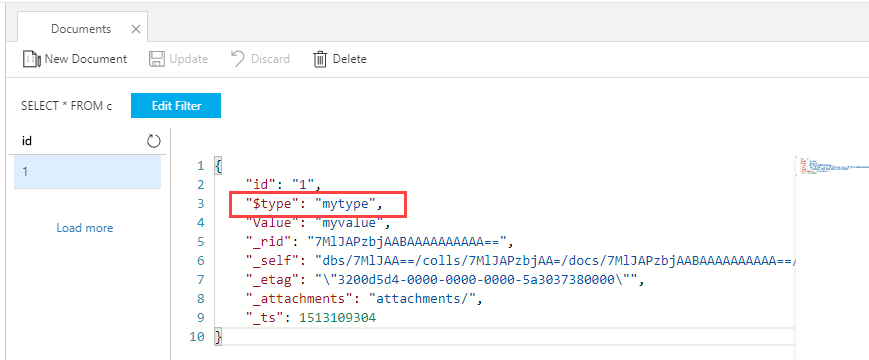 Documents
New Document Update Discard Delete
SELECT * FROM c Edit Filter
id
1
Load more
1 {
2 "id": "1",
3 "$type": "mytype",
4 "Value": "myvalue",
5 "_rid": "7MlJAPzbjAABAAAAAAAAAA==",
6 "_self": "dbs/7MlJAA==/colls/7MlJAPzbjAA=/docs/7MlJAPzbjAABAAAAAAAAAA==/
7 "_etag": "\"3200d5d4-0000-0000-0000-5a3037380000\"",
8 "_attachments": "attachments/",
9 "_ts": 1513109304
10 }